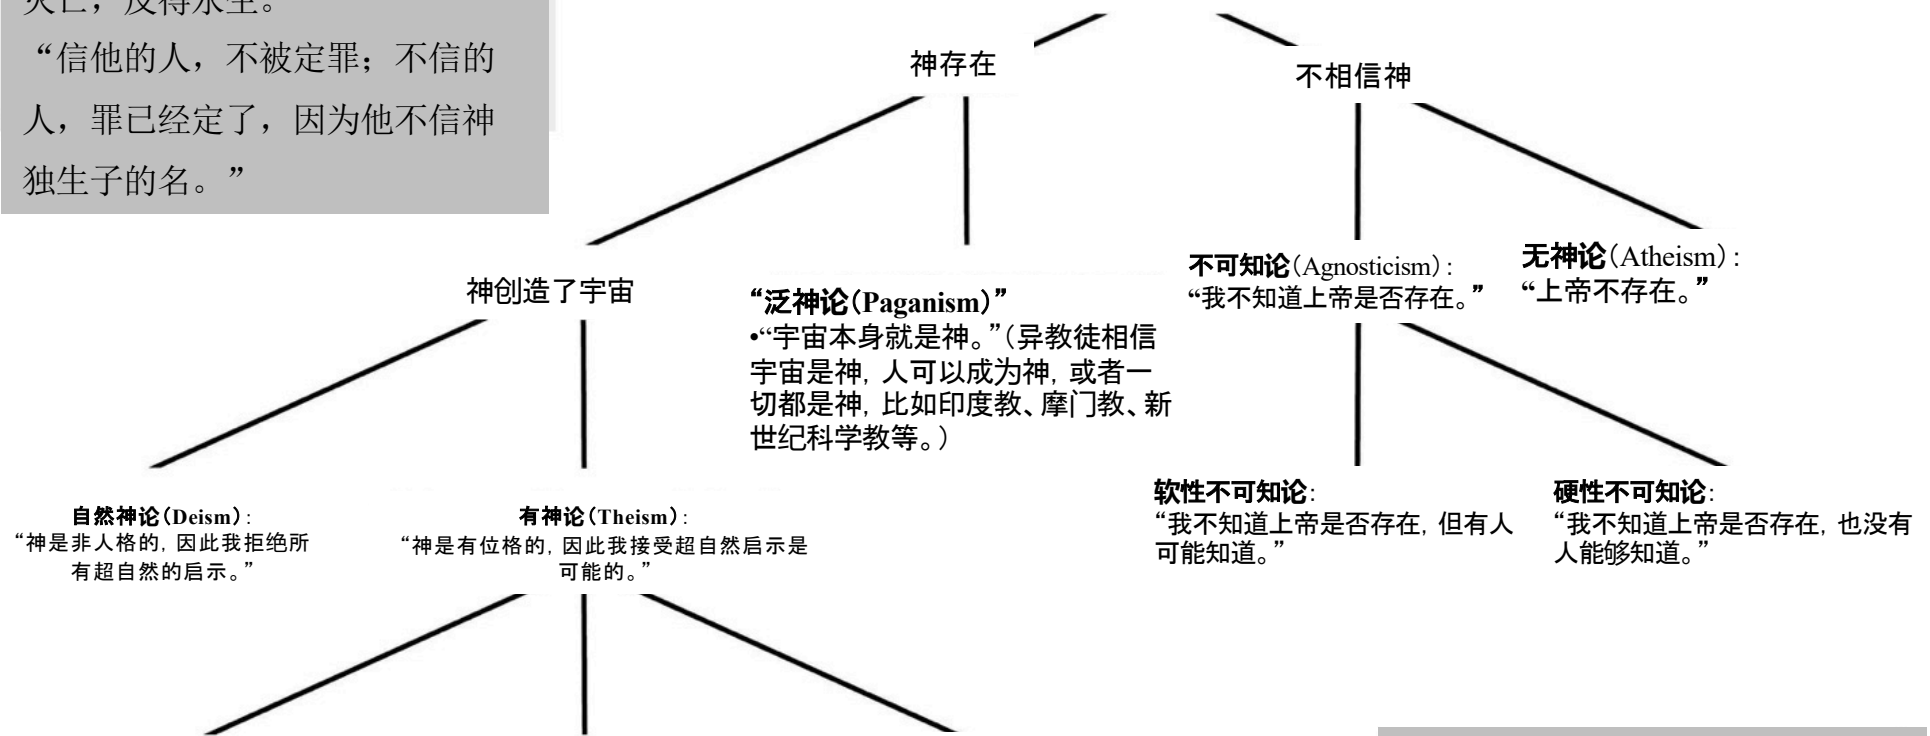 灭亡，反得永生。
“信他的人，不被定罪；不信的
人，罪已经定了，因为他不信神
独生子的名。”
神存在
不相信神
神创造了宇宙
“泛神论（Paganism）”
•“宇宙本身就是神。”（异教徒相信
宇宙是神，人可以成为神，或者一
切都是神，比如印度教、摩门教、新
世纪科学教等。）
不可知论（Agnosticism）：
“我不知道上帝是否存在。”
无神论（Atheism）：
“上帝不存在。”
自然神论（Deism）：
“神是非人格的，因此我拒绝所
有超自然的启示。”
有神论（Theism）：
“神是有位格的，因此我接受超自然启示是
可能的。”
软性不可知论：
“我不知道上帝是否存在，但有人
可能知道。”
硬性不可知论：
“我不知道上帝是否存在，也没有
人能够知道。”